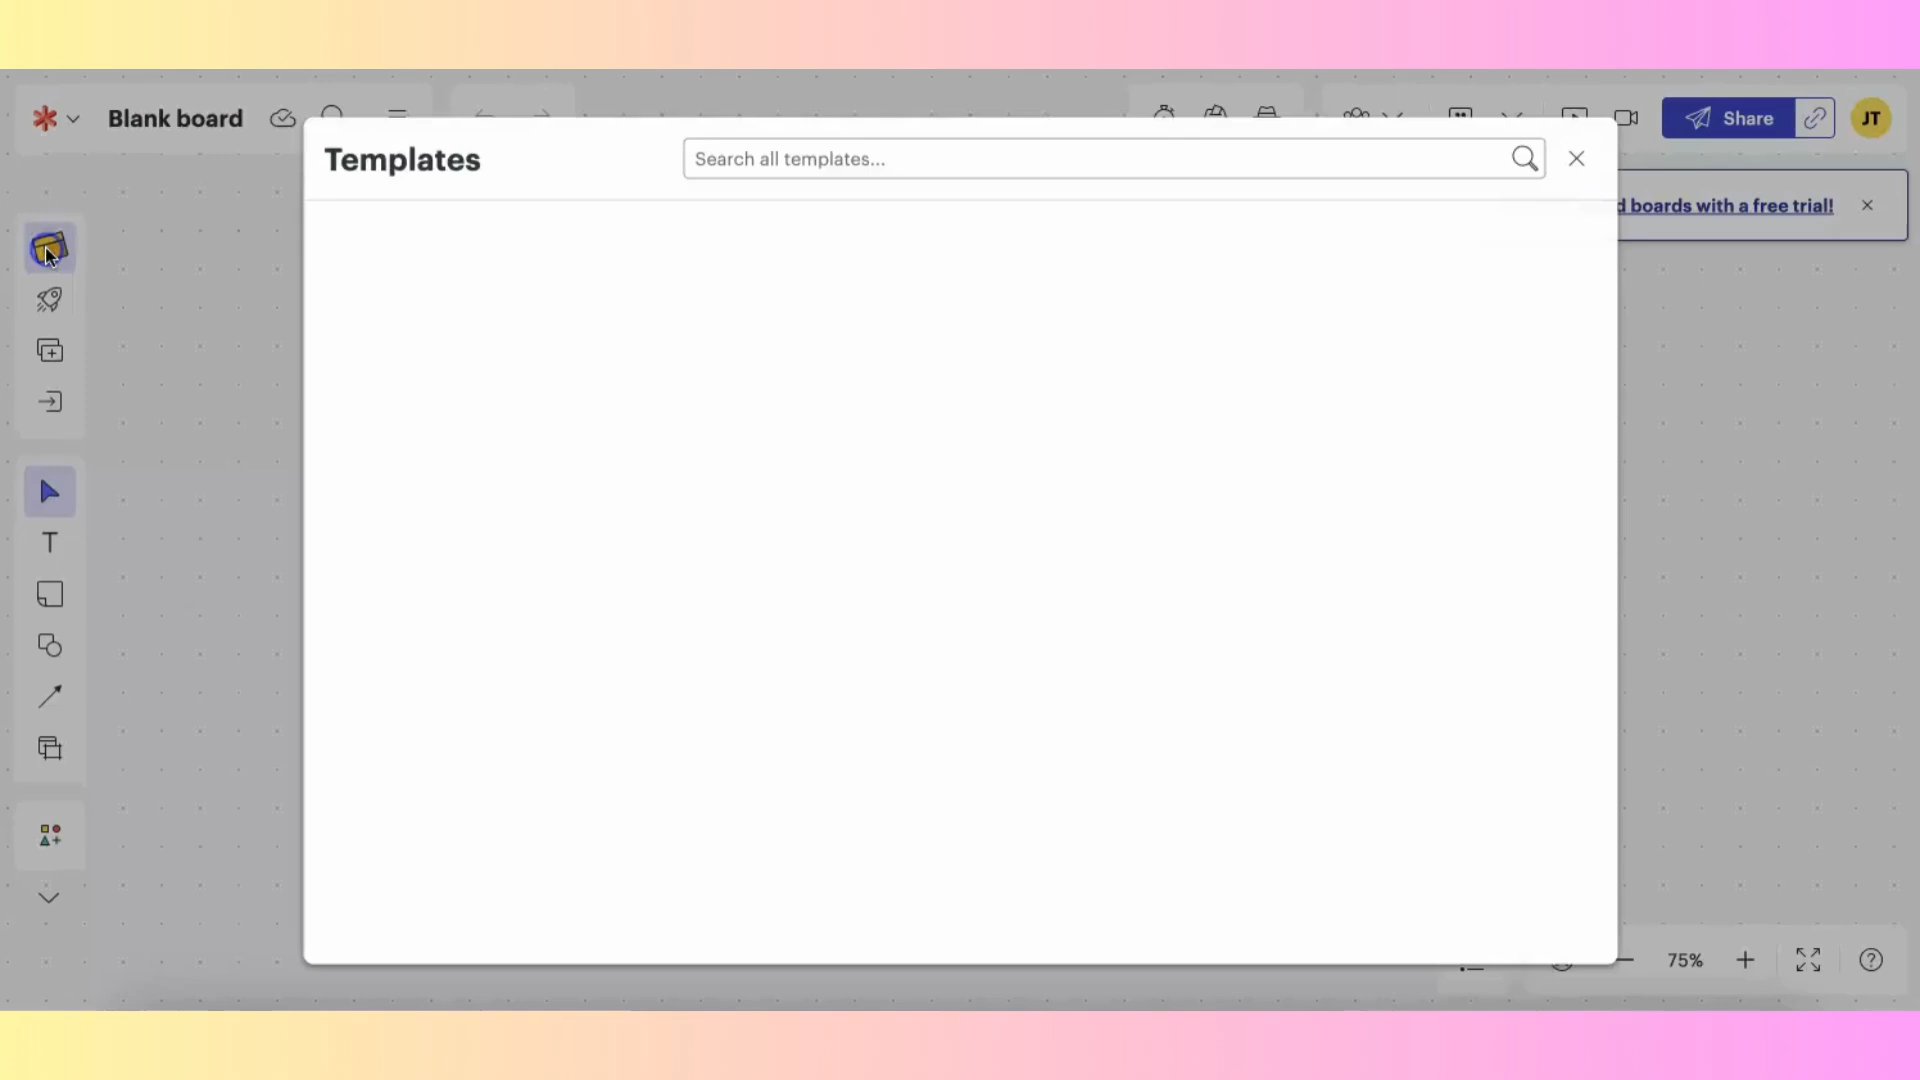 Blank board
Share
JT
Templates
Search all templates...
d boards with a free trial!
T
75%